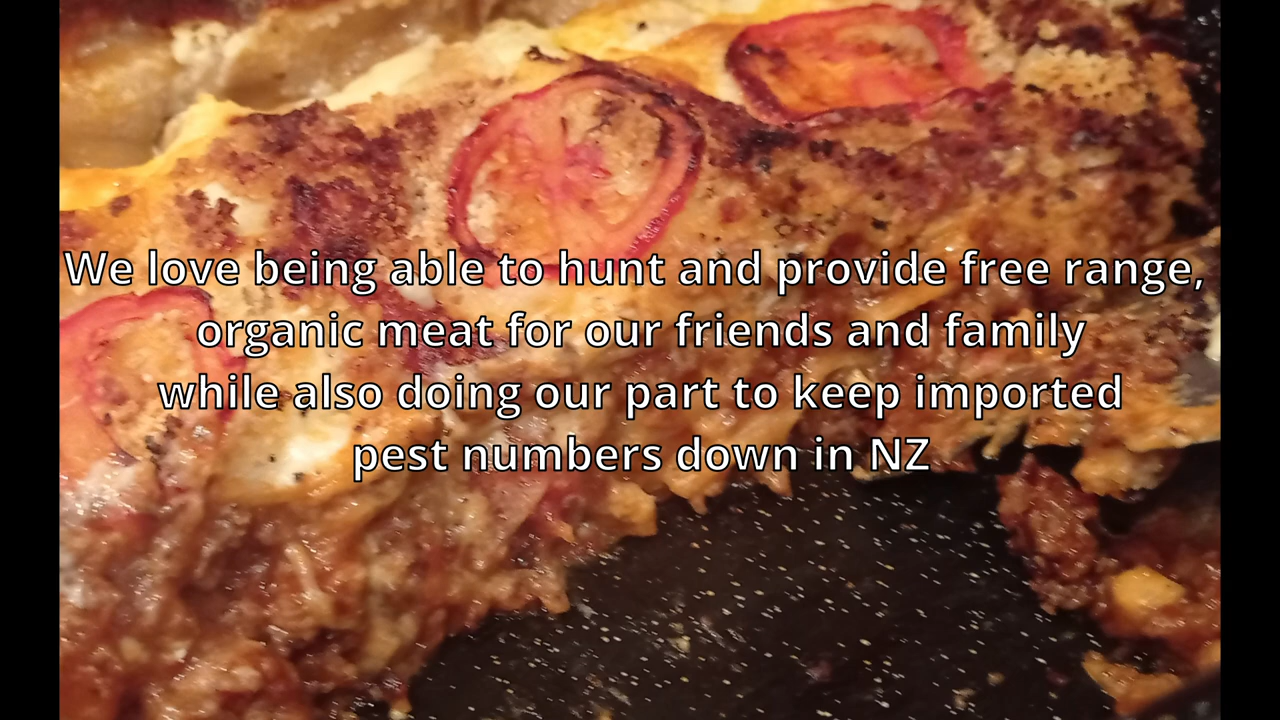 We love being able to hunt and provide free range,
organic meat for our friends and family
while also doing our part to keep imported
pest numbers down in NZ